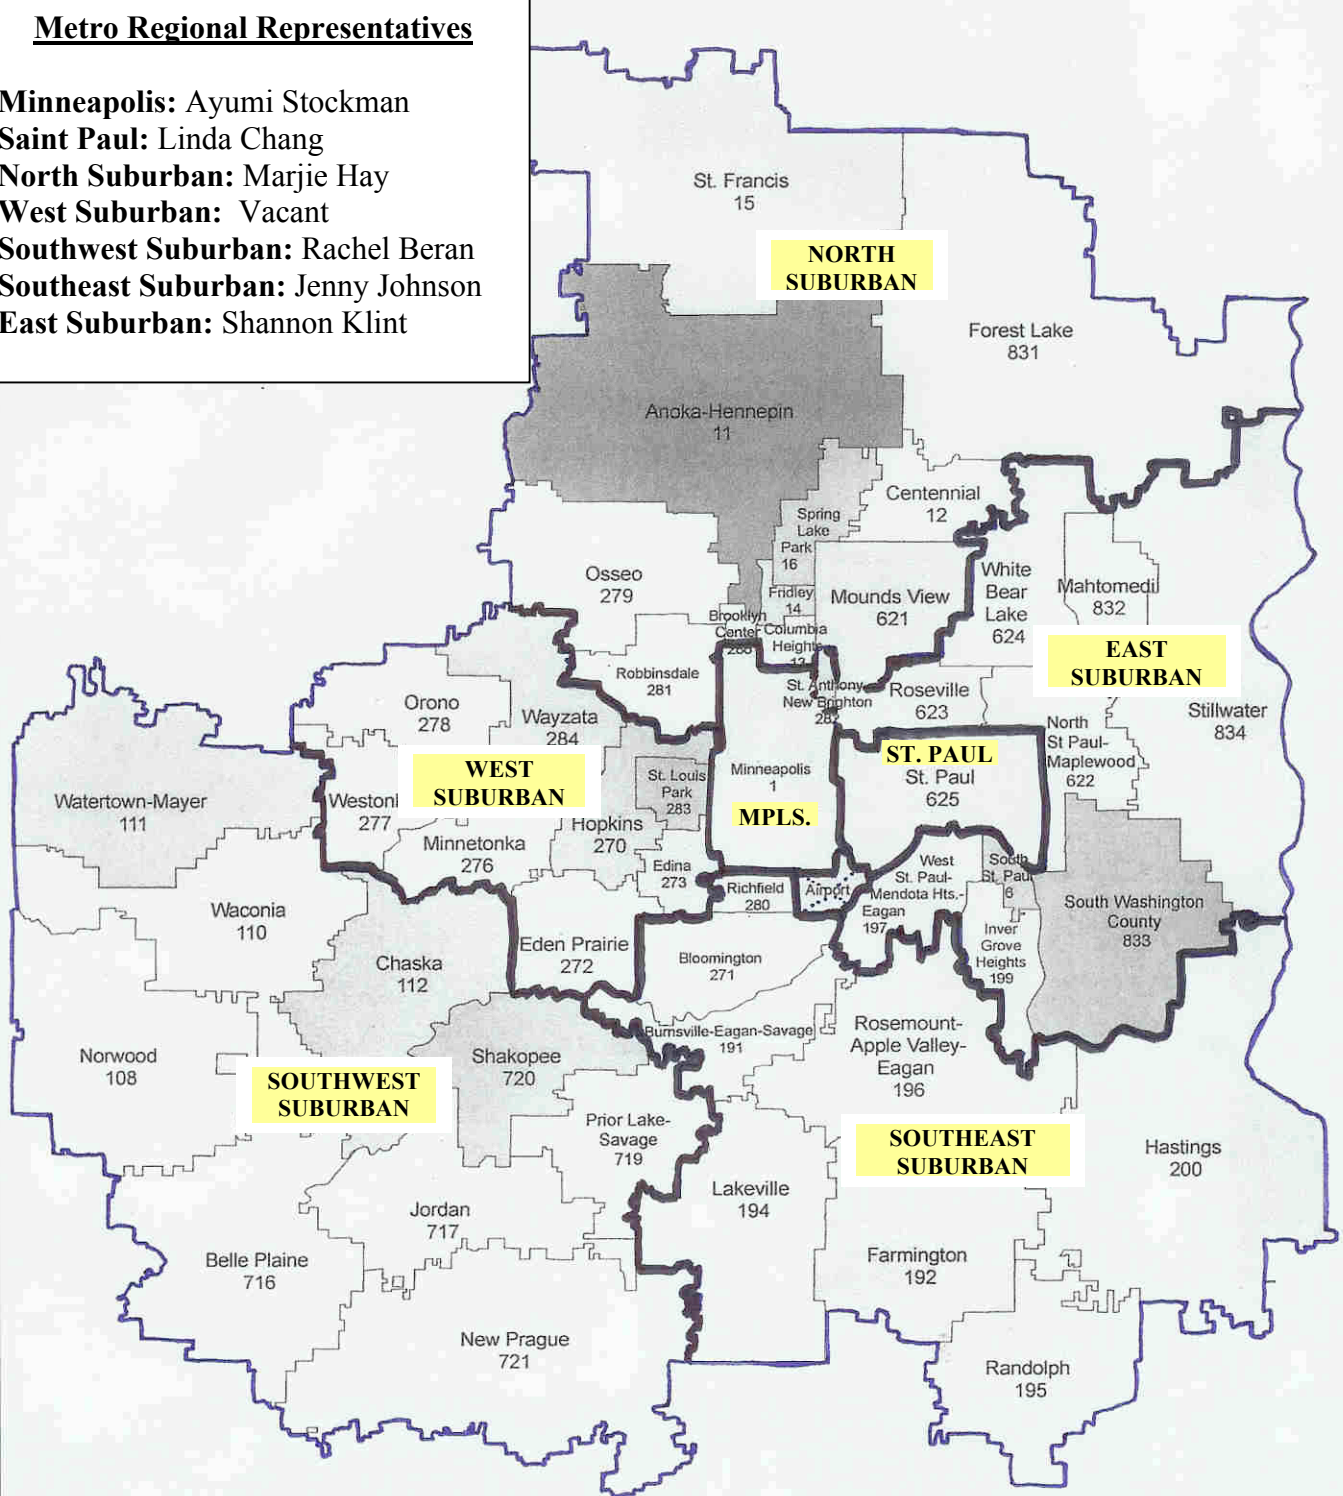 Metro Regional Representatives
Minneapolis: Ayumi Stockman
Saint Paul: Linda Chang
North Suburban: Marjie Hay
West Suburban: Vacant
Southwest Suburban: Rachel Beran
Southeast Suburban: Jenny Johnson
East Suburban: Shannon Klint
St. Francis
15
NORTH
SUBURBAN
Forest Lake
831
Anoka-Hennepin
11
Centennial
12
Spring
Lake
Park
16
Osseo
279
Fridley
14
Mounds View
621
White
Bear
Lake
624
Mahtomedi
832
Brooklyn
Center
286
Columbia
Heights
13
EAST
SUBURBAN
Robbinsdale
281
St. Anthony-
New Brighton
282
Roseville
623
Orono
278
Wayzata
284
Stillwater
834
North
St Paul-
Maplewood
622
WEST
SUBURBAN
St. Louis
Park
283
Minneapolis
1
MPLS.
ST. PAUL
St. Paul
625
Watertown-Mayer
111
Weston
277
Minnetonka
276
Hopkins
270
Edina
273
Richfield
280
Airport
West
St. Paul-
Mendota Hts.-
Eagan
197
South
St. Paul
6
Waconia
110
South Washington
County
833
Eden Prairie
272
Bloomington
271
Inver
Grove
Heights
199
Chaska
112
Norwood
108
Shakopee
720
Burnsville-Eagan-Savage
191
Rosemount-
Apple Valley-
Eagan
196
SOUTHWEST
SUBURBAN
Prior Lake-
Savage
719
SOUTHEAST
SUBURBAN
Hastings
200
Lakeville
194
Jordan
717
Belle Plaine
716
Farmington
192
New Prague
721
Randolph
195